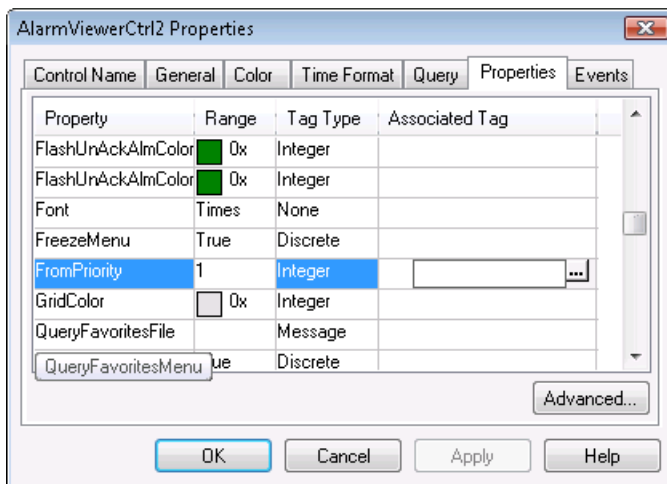 AlarmViewerCtrl2 Properties
Control Name General Color Time Format Query Properties Events
Property Range Tag Type Associated Tag
FlashUnAckAlmColor 0x Integer
FlashUnAckAlmColor 0x Integer
Font Times None
FreezeMenu True Discrete
FromPriority 1 Integer ...
GridColor 0x Integer
QueryFavoritesFile Message
QueryFavoritesMenu ue Discrete
Advanced...
OK Cancel Apply Help